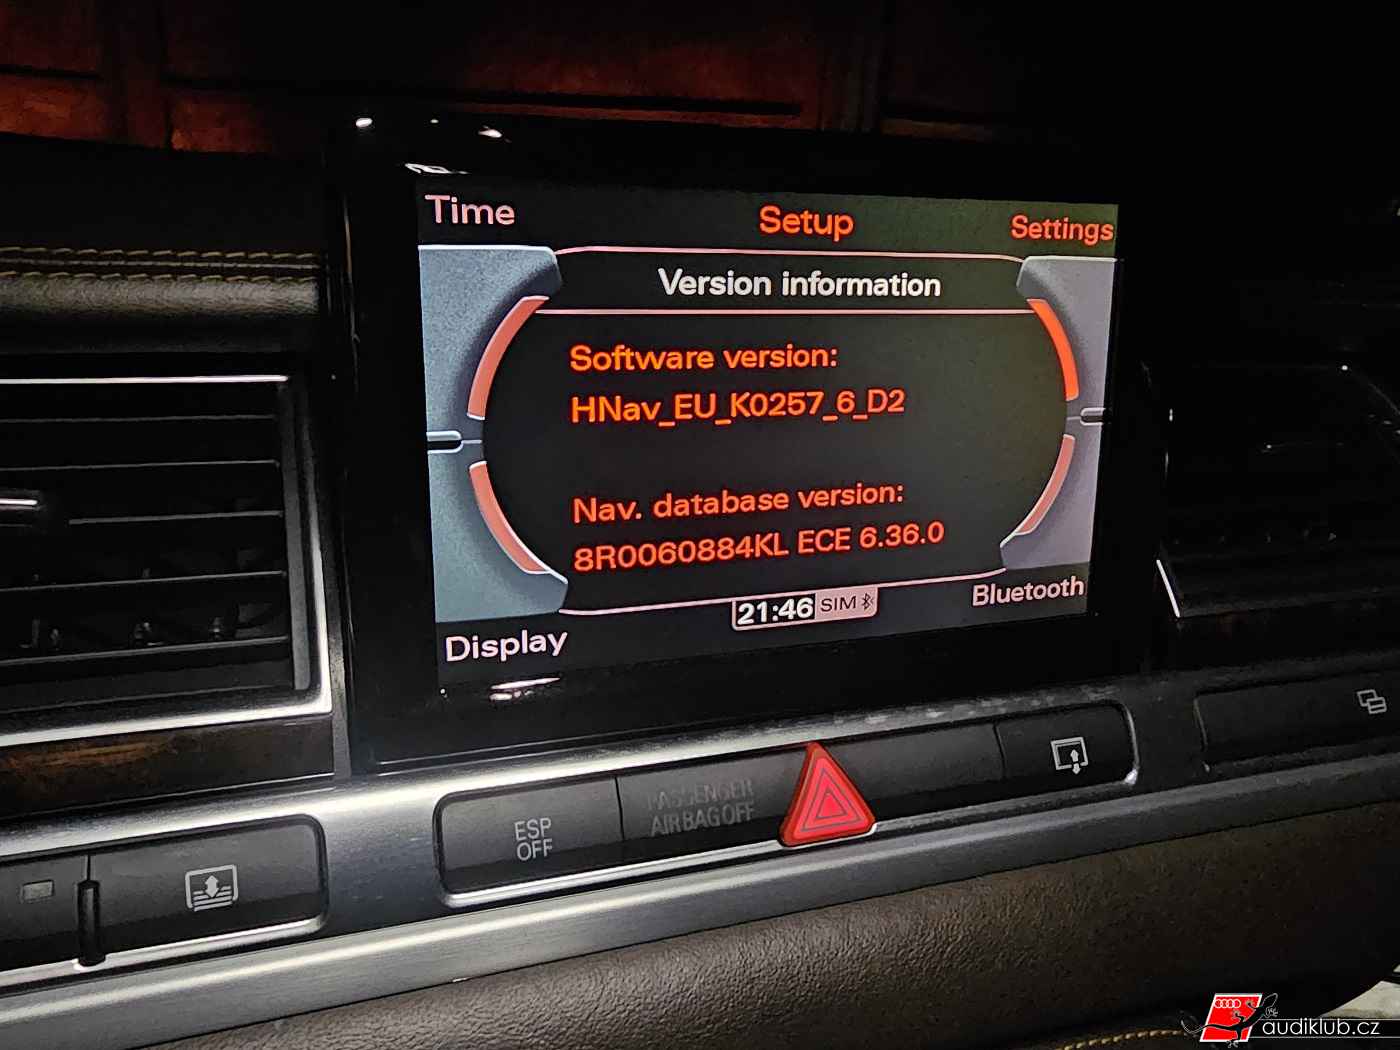 Time
Setup
Settings
Version information
Software version:
HNav_EU_K0257_6_D2
Nav. database version:
8R0060884KL ECE 6.36.0
21:46 SIM
Bluetooth
Display
ESP
OFF
PASSENGER
AIRBAG OFF
audiklub.cz